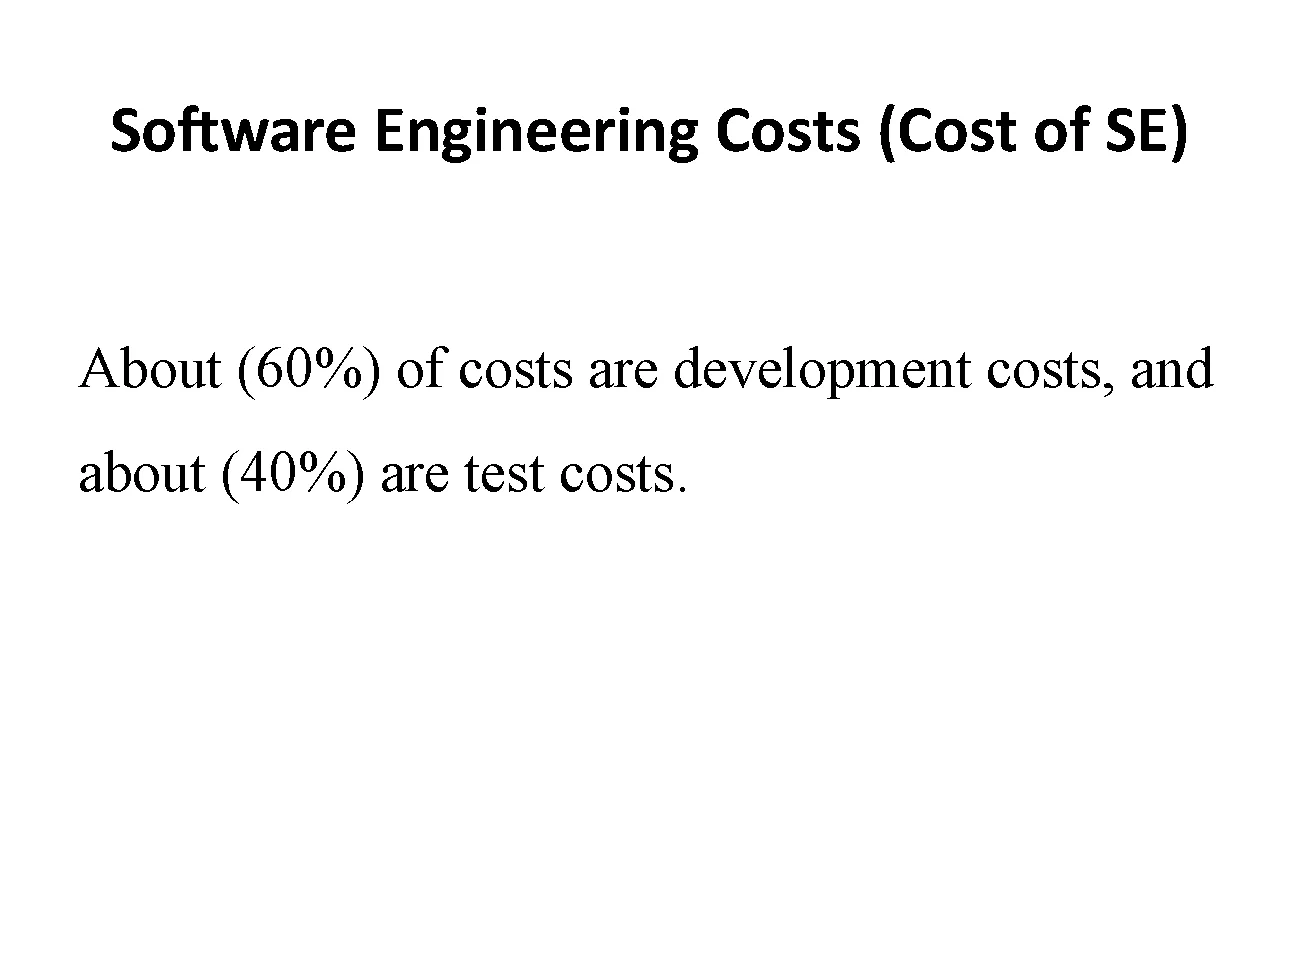 Software Engineering Costs (Cost of SE)
About (60%) of costs are development costs, and
about (40%) are test costs.